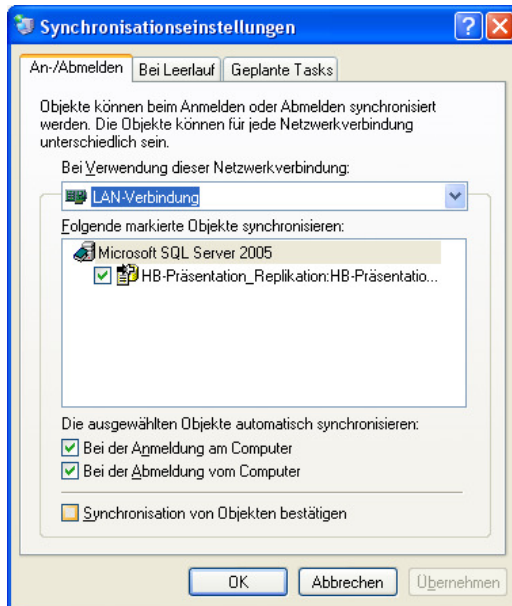 Synchronisationseinstellungen
An-/Abmelden Bei Leerlauf Geplante Tasks
Objekte können beim Anmelden oder Abmelden synchronisiert
werden. Die Objekte können für jede Netzwerkverbindung
unterschiedlich sein.
Bei Verwendung dieser Netzwerkverbindung:
LAN-Verbindung
Folgende markierte Objekte synchronisieren:
Microsoft SQL Server 2005
HB-Präsentation_Replikation:HB-Präsentatio...
Die ausgewählten Objekte automatisch synchronisieren:
Bei der Anmeldung am Computer
Bei der Abmeldung vom Computer
Synchronisation von Objekten bestätigen
OK Abbrechen Übernehmen